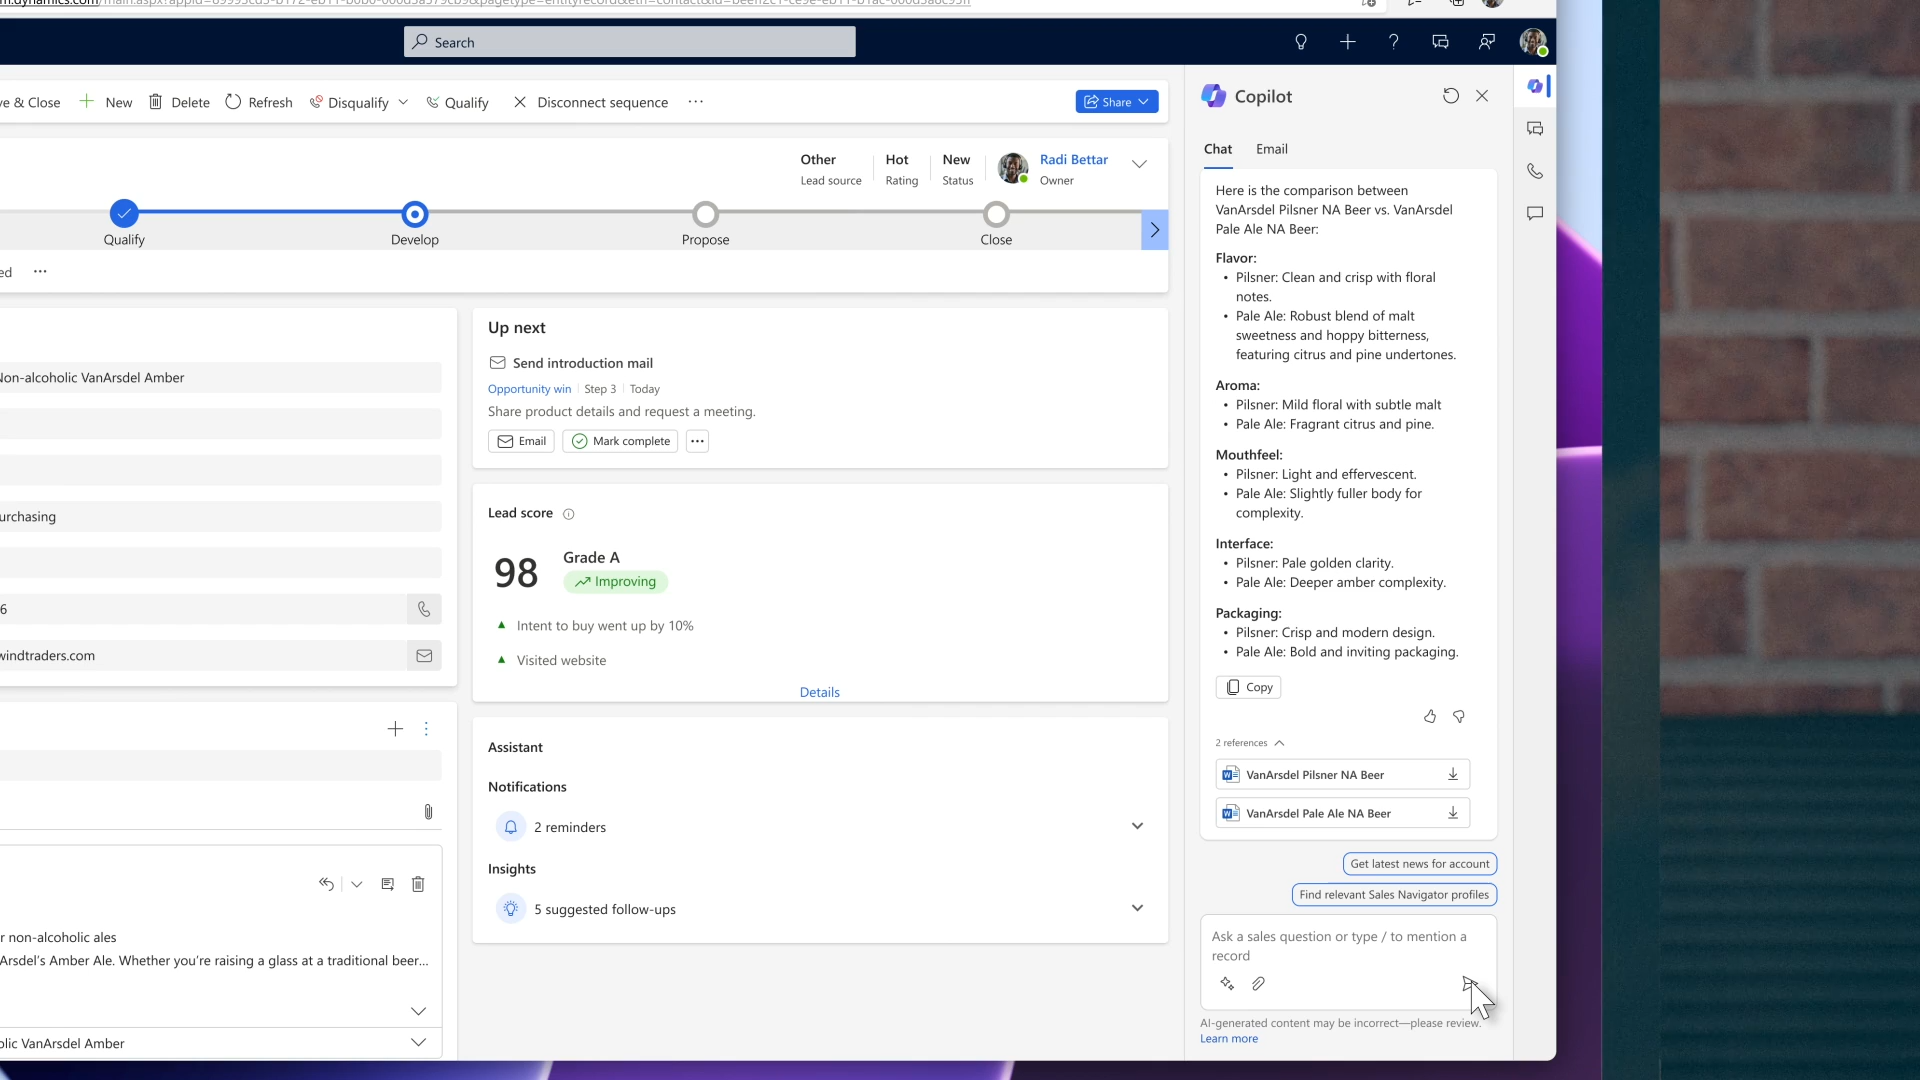 Search
ve & Close
New
Delete
Refresh
Disqualify
Qualify
Disconnect sequence
Share
Other
Lead source
Hot
Rating
New
Status
Radi Bettar
Owner
Qualify
Develop
Propose
Close
ed
Non-alcoholic VanArsdel Amber
urchasing
6
windtraders.com
r non-alcoholic ales
Arsdel's Amber Ale. Whether you're raising a glass at a traditional beer...
olic VanArsdel Amber
Up next
Send introduction mail
Opportunity win
Step 3
Today
Share product details and request a meeting.
Email
Mark complete
Lead score
98
Grade A
Improving
Intent to buy went up by 10%
Visited website
Details
Assistant
Notifications
2 reminders
Insights
5 suggested follow-ups
Copilot
Chat
Email
Here is the comparison between
VanArsdel Pilsner NA Beer vs. VanArsdel
Pale Ale NA Beer:
Flavor:
• Pilsner: Clean and crisp with floral
notes.
• Pale Ale: Robust blend of malt
sweetness and hoppy bitterness,
featuring citrus and pine undertones.
Aroma:
• Pilsner: Mild floral with subtle malt
• Pale Ale: Fragrant citrus and pine.
Mouthfeel:
• Pilsner: Light and effervescent.
• Pale Ale: Slightly fuller body for
complexity.
Interface:
• Pilsner: Pale golden clarity.
• Pale Ale: Deeper amber complexity.
Packaging:
• Pilsner: Crisp and modern design.
• Pale Ale: Bold and inviting packaging.
Copy
2 references
VanArsdel Pilsner NA Beer
VanArsdel Pale Ale NA Beer
Get latest news for account
Find relevant Sales Navigator profiles
Ask a sales question or type / to mention a
record
AI-generated content may be incorrect—please review.
Learn more